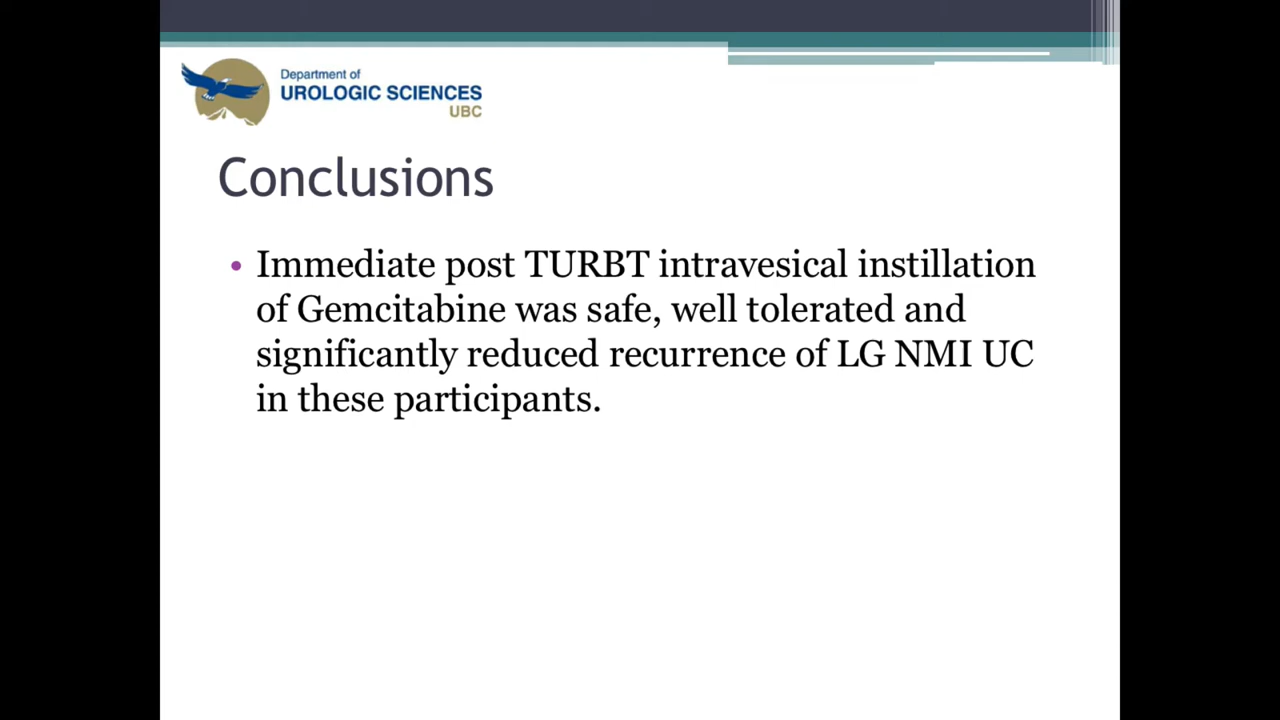 Department of
UROLOGIC SCIENCES
UBC
Conclusions
• Immediate post TURBT intravesical instillation
of Gemcitabine was safe, well tolerated and
significantly reduced recurrence of LG NMI UC
in these participants.